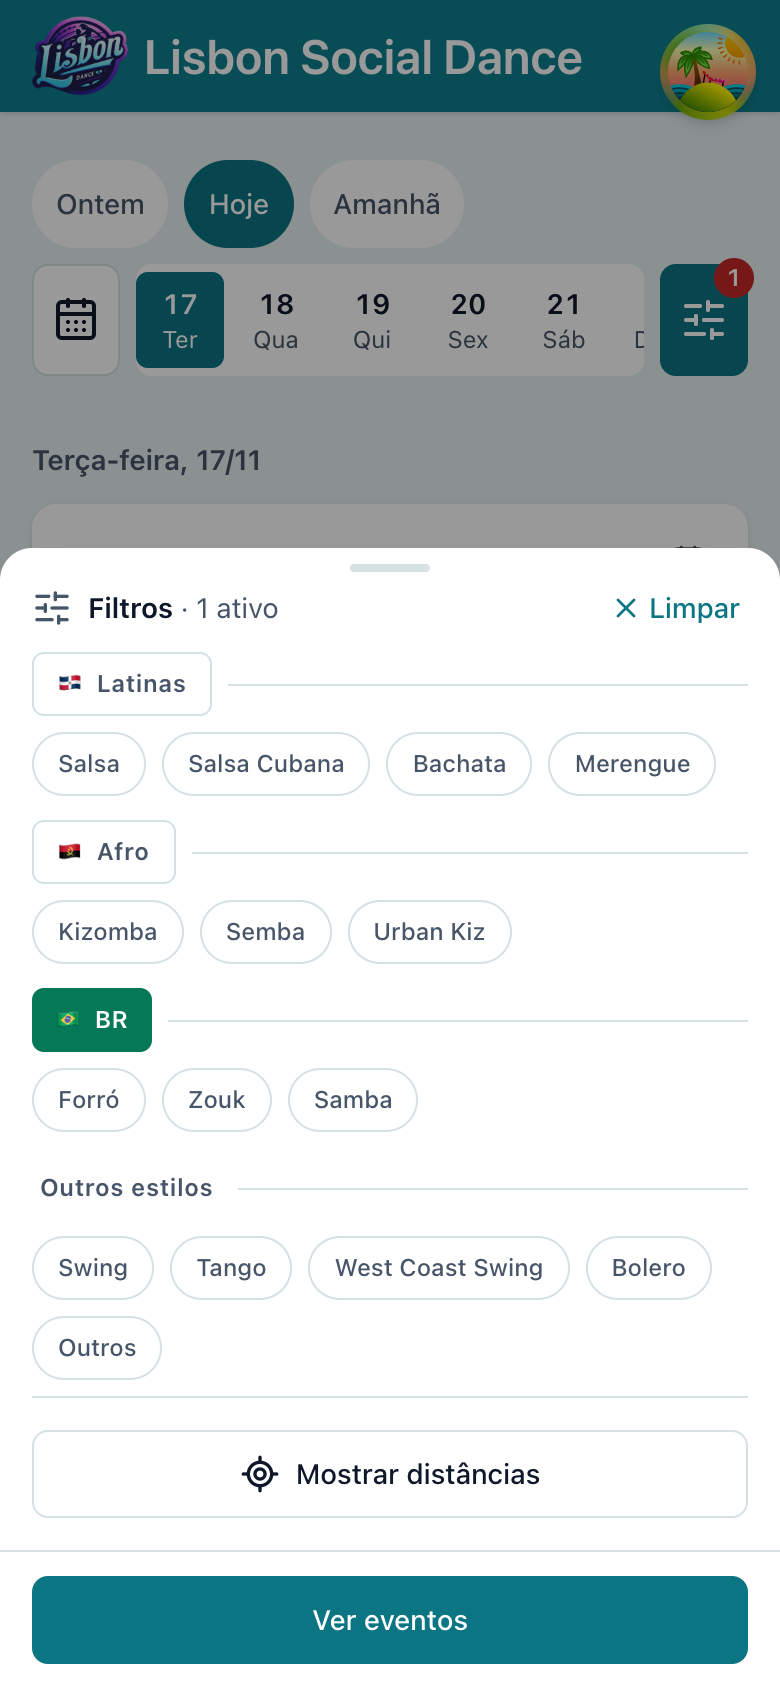 Lisbon DANCE
Lisbon Social Dance
Ontem Hoje Amanhã
17 18 19 20 21 1
Ter Qua Qui Sex Sáb
Terça-feira, 17/11
Filtros · 1 ativo Limpar
Latinas
Salsa Salsa Cubana Bachata Merengue
Afro
Kizomba Semba Urban Kiz
BR
Forró Zouk Samba
Outros estilos
Swing Tango West Coast Swing Bolero
Outros
Mostrar distâncias
Ver eventos